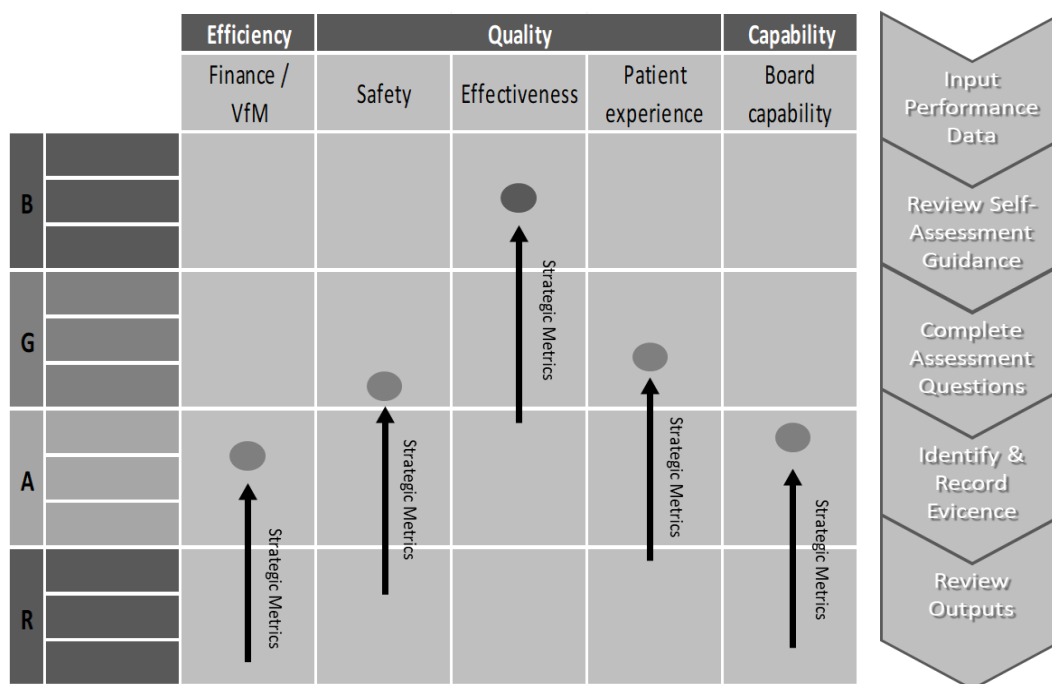 Efficiency
Quality
Capability
Finance /
VfM
Safety
Effectiveness
Patient
experience
Board
capability
B
G
A
R
Strategic Metrics
Strategic Metrics
Strategic Metrics
Strategic Metrics
Strategic Metrics
Input
Performance
Data
Review Self-
Assessment
Guidance
Complete
Assessment
Questions
Identify &
Record
Evicence
Review
Outputs